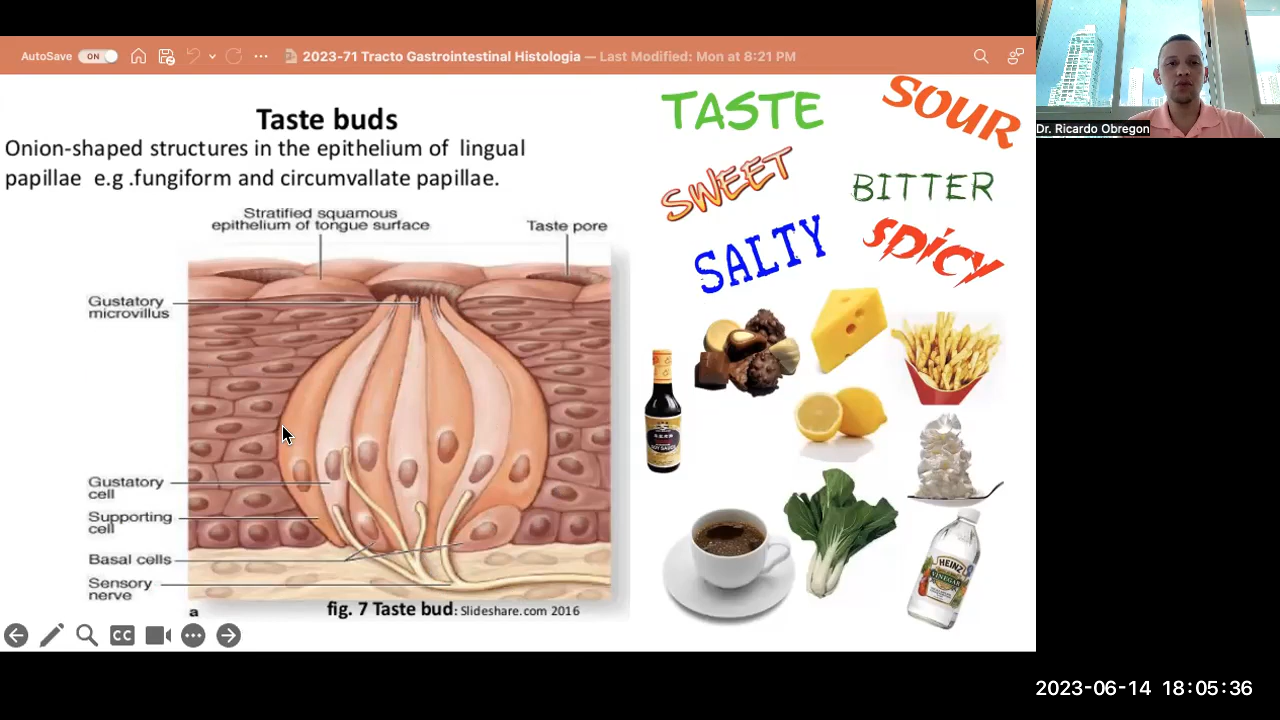 AutoSave ON 2023-71 Tracto Gastrointestinal Histologia — Last Modified: Mon at 8:21 PM
Dr. Ricardo Obregon
Taste buds
Onion-shaped structures in the epithelium of lingual
papillae e.g .fungiform and circumvallate papillae.
Stratified squamous
epithelium of tongue surface
Taste pore
Gustatory
microvillus
Gustatory
cell
Supporting
cell
Basal cells
Sensory
nerve
a
fig. 7 Taste bud: Slideshare.com 2016
TASTE
SOUR
SWEET
BITTER
SALTY
SPICY
HEINZ
VINEGAR
CC
2023-06-14 18:05:36